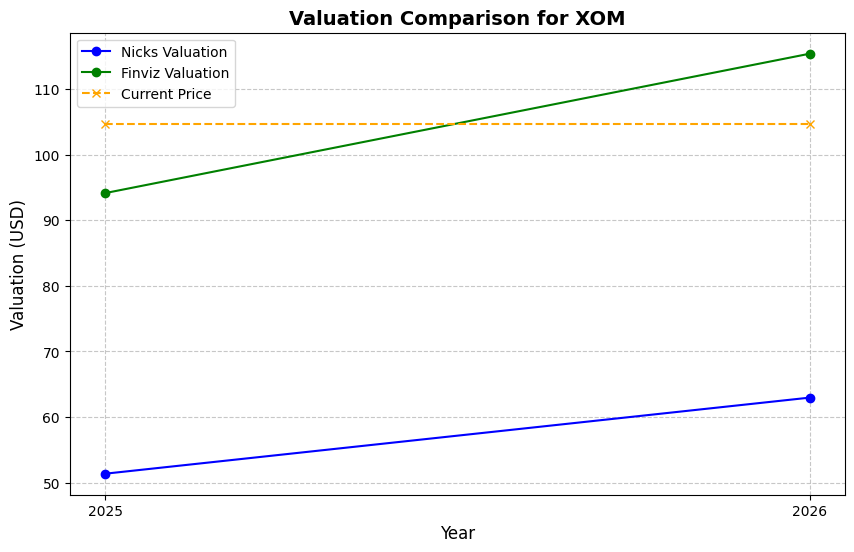 Valuation Comparison for XOM
Nicks Valuation
Finviz Valuation
Current Price
Valuation (USD)
110
100
90
80
70
60
50
2025
2026
Year